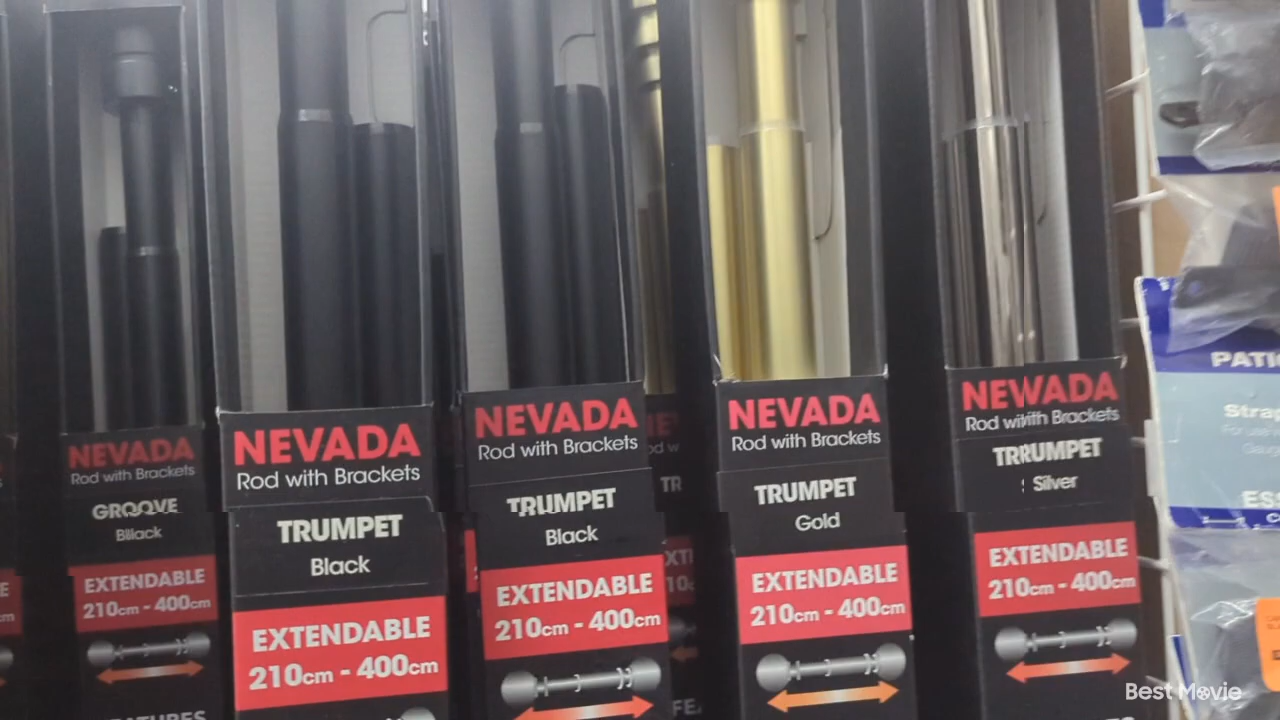 NEVADA
Rod with Brackets
GROOVE
Black
EXTENDABLE
210cm - 400cm
FEATURES
NEVADA
Rod with Brackets
TRUMPET
Black
EXTENDABLE
210cm - 400cm
NEVADA
Rod with Brackets
TRUMPET
Black
EXTENDABLE
210cm - 400cm
NEVADA
Rod with Brackets
TRUMPET
Gold
EXTENDABLE
210cm - 400cm
NEVADA
Rod with Brackets
TRUMPET
Silver
EXTENDABLE
210cm - 400cm
Best Movie